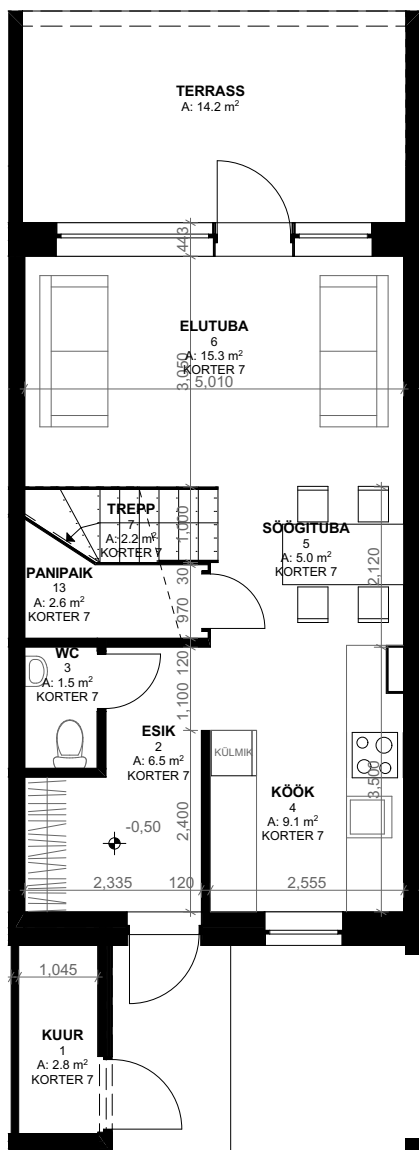 TERRASS
A: 14.2 m²
443
ELUTUBA
6
A: 15.3 m²
KORTER 7
3,050
5,010
TREPP
7
A: 2.2 m²
KORTER 7
1,000
SÖÖGITUBA
5
A: 5.0 m²
KORTER 7
2,120
PANIPAIK
13
A: 2.6 m²
KORTER 7
30
970
WC
3
A: 1.5 m²
KORTER 7
120
1,100
ESIK
2
A: 6.5 m²
KORTER 7
KÜLMIK
KÖÖK
4
A: 9.1 m²
KORTER 7
3,500
-0,50
2,400
2,335
120
2,555
1,045
KUUR
1
A: 2.8 m²
KORTER 7